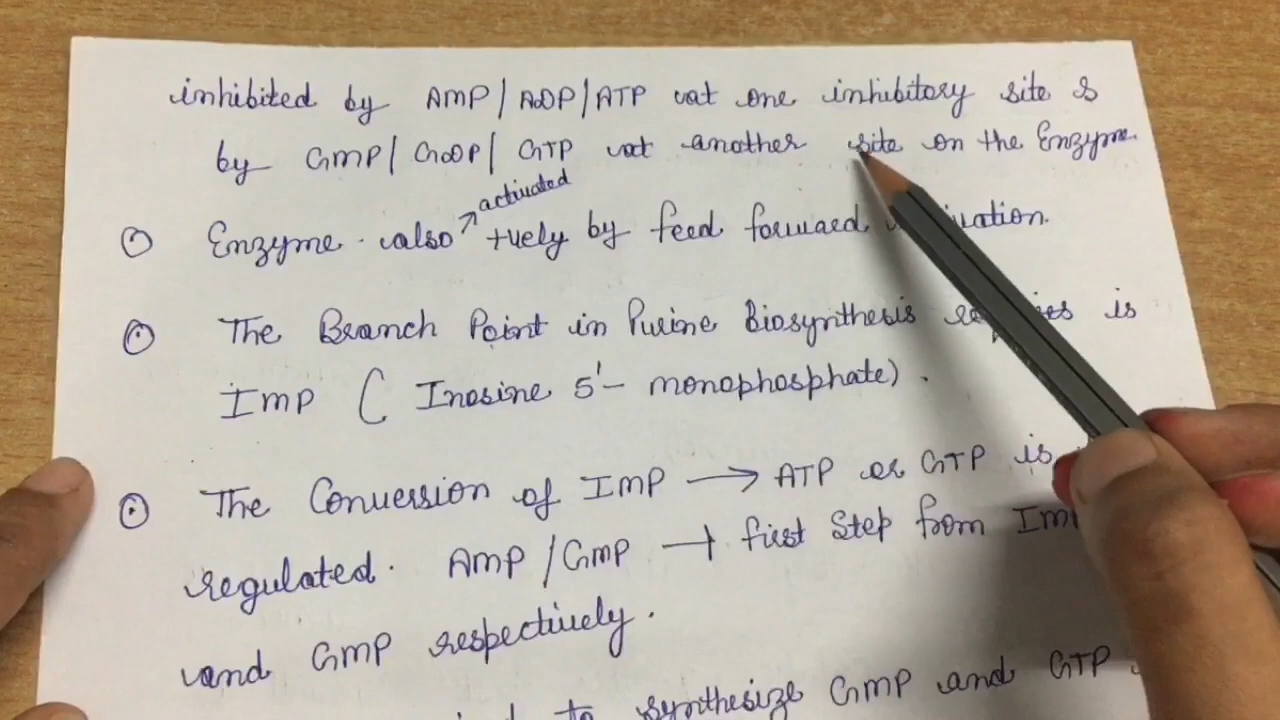 inhibited by AMP/ADP/ATP at one inhibitory site &
by GMP/GDP/GTP at another site on the Enzyme.
activated
Enzyme also +vely by feed forward
The Branch Point in Purine Biosynthesis is
IMP (Inosine 5'-monophosphate).
The Conversion of IMP → ATP or GTP is
regulated. AMP/GMP ⊣ first step from IMP
and GMP respectively.
to synthesize GMP and GTP